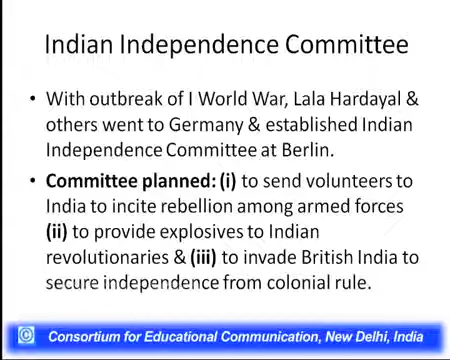 Indian Independence Committee
• With outbreak of I World War, Lala Hardayal &
others went to Germany & established Indian
Independence Committee at Berlin.
• Committee planned: (i) to send volunteers to
India to incite rebellion among armed forces
(ii) to provide explosives to Indian
revolutionaries & (iii) to invade British India to
secure independence from colonial rule.
© Consortium for Educational Communication, New Delhi, India